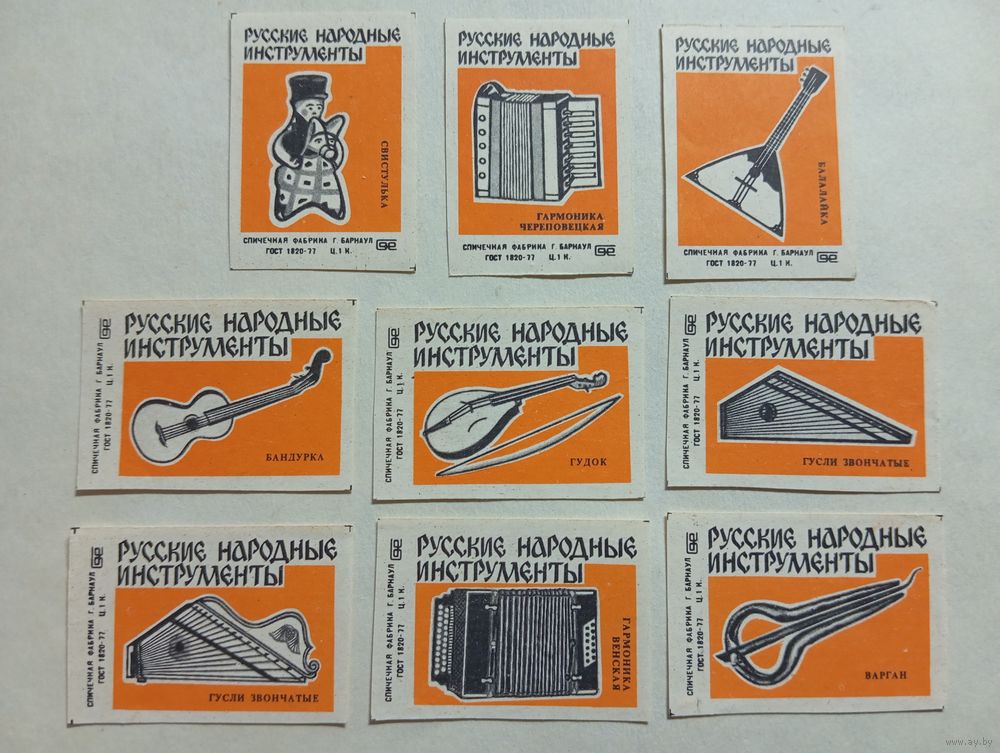 РУССКИЕ НАРОДНЫЕ
ИНСТРУМЕНТЫ
СВИСТУЛЬКА
СПИЧЕЧНАЯ ФАБРИКА Г. БАРНАУЛ
ГОСТ 1820-77 Ц.1 К.
РУССКИЕ НАРОДНЫЕ
ИНСТРУМЕНТЫ
ГАРМОНИКА
ЧЕРЕПОВЕЦКАЯ
СПИЧЕЧНАЯ ФАБРИКА Г. БАРНАУЛ
ГОСТ 1820-77 Ц.1 К.
РУССКИЕ НАРОДНЫЕ
ИНСТРУМЕНТЫ
БАЛАЛАЙКА
СПИЧЕЧНАЯ ФАБРИКА Г. БАРНАУЛ
ГОСТ 1820-77 Ц.1 К.
РУССКИЕ НАРОДНЫЕ
ИНСТРУМЕНТЫ
БАНДУРКА
СПИЧЕЧНАЯ ФАБРИКА Г. БАРНАУЛ
ГОСТ 1820-77 Ц.1 К.
РУССКИЕ НАРОДНЫЕ
ИНСТРУМЕНТЫ
ГУДОК
СПИЧЕЧНАЯ ФАБРИКА Г. БАРНАУЛ
ГОСТ 1820-77 Ц.1 К.
РУССКИЕ НАРОДНЫЕ
ИНСТРУМЕНТЫ
ГУСЛИ ЗВОНЧАТЫЕ
СПИЧЕЧНАЯ ФАБРИКА Г. БАРНАУЛ
ГОСТ 1820-77 Ц.1 К.
РУССКИЕ НАРОДНЫЕ
ИНСТРУМЕНТЫ
ГУСЛИ ЗВОНЧАТЫЕ
СПИЧЕЧНАЯ ФАБРИКА Г. БАРНАУЛ
ГОСТ 1820-77 Ц.1 К.
РУССКИЕ НАРОДНЫЕ
ИНСТРУМЕНТЫ
ГАРМОНИКА
ВЕНСКАЯ
СПИЧЕЧНАЯ ФАБРИКА Г. БАРНАУЛ
ГОСТ 1820-77 Ц.1 К.
РУССКИЕ НАРОДНЫЕ
ИНСТРУМЕНТЫ
ВАРГАН
СПИЧЕЧНАЯ ФАБРИКА Г. БАРНАУЛ
ГОСТ 1820-77 Ц.1 К.
www.ay.by